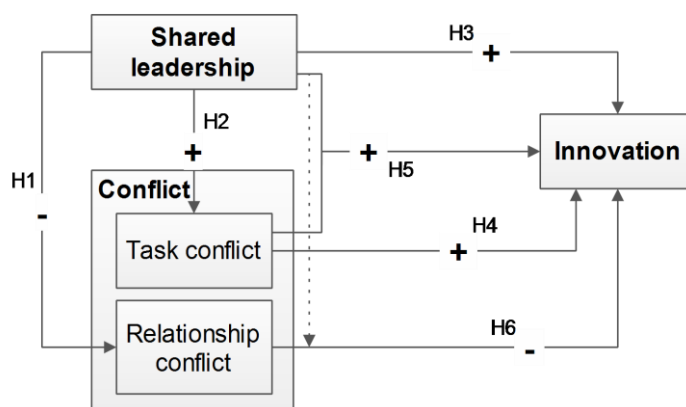 Shared
leadership
H3
+
H2
+
H1
-
Conflict
+
H5
Innovation
Task conflict
H4
+
Relationship
conflict
H6
-